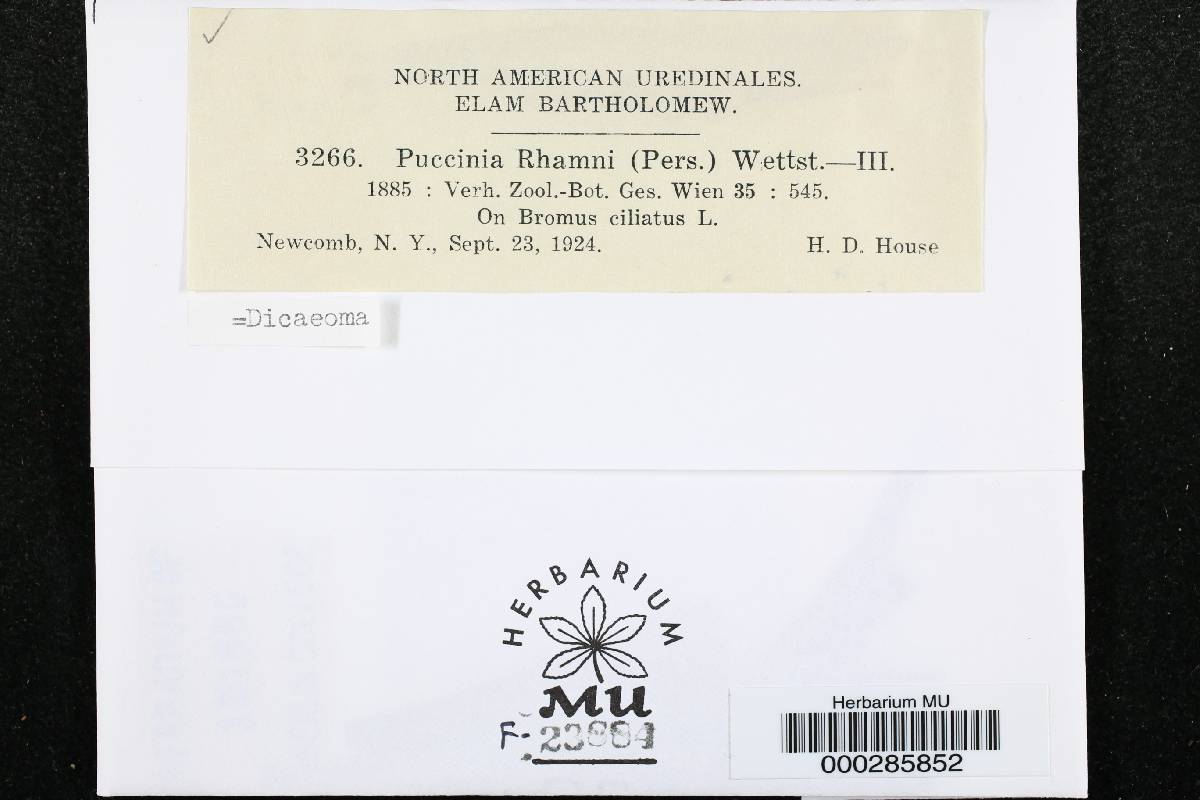 NORTH AMERICAN UREDINALES.
ELAM BARTHOLOMEW.
3266. Puccinia Rhamni (Pers.) Wettst.—III.
1885 : Verh. Zool.-Bot. Ges. Wien 35 : 545.
On Bromus ciliatus L.
Newcomb, N. Y., Sept. 23, 1924. H. D. House
=Dicaeoma
HERBARIUM
MU
F- 23884
Herbarium MU
000285852